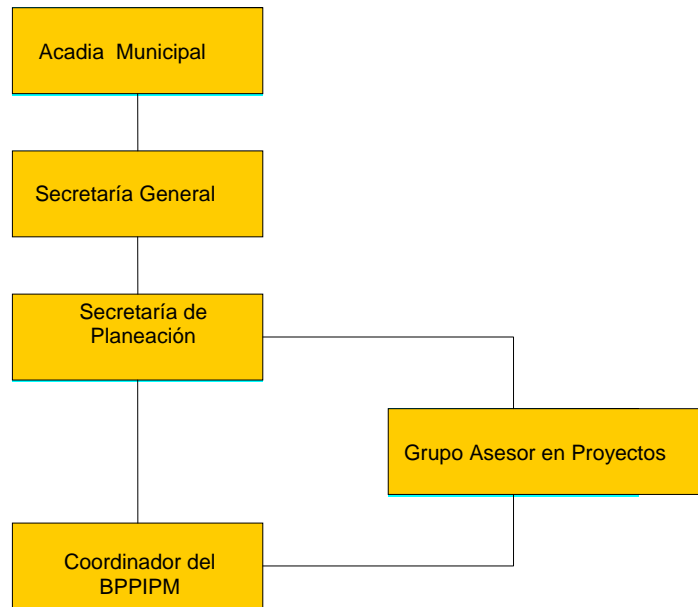 Acadia Municipal
Secretaría General
Secretaría de
Planeación
Grupo Asesor en Proyectos
Coordinador del
BPPIPM